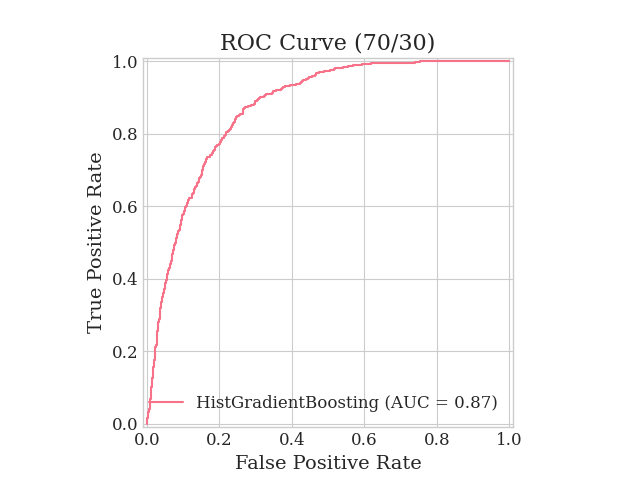 ROC Curve (70/30)
True Positive Rate
1.0
0.8
0.6
0.4
0.2
0.0
HistGradientBoosting (AUC = 0.87)
0.0 0.2 0.4 0.6 0.8 1.0
False Positive Rate